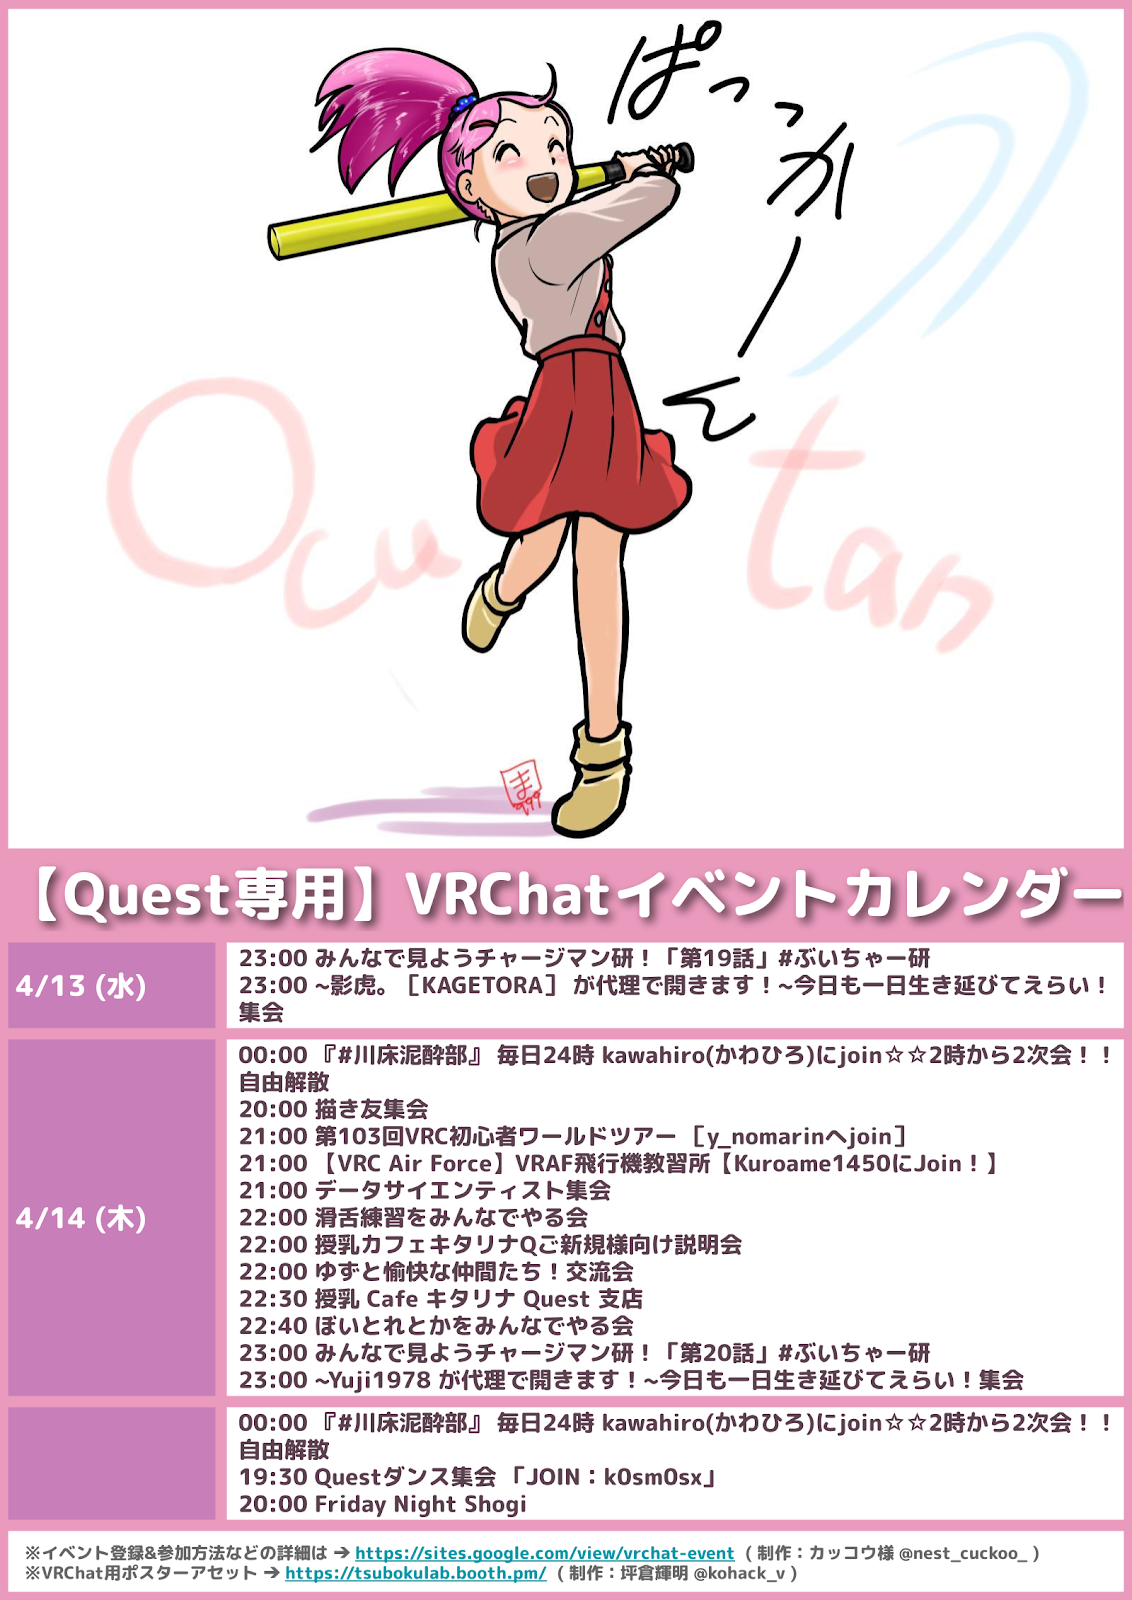 ぱっっかーん
Ocu tan
ま
999
【Quest専用】VRChatイベントカレンダー
4/13 (水)
23:00 みんなで見ようチャージマン研！「第19話」#ぶいちゃー研
23:00 ~影虎。［KAGETORA］ が代理で開きます！~今日も一日生き延びてえらい！
集会
4/14 (木)
00:00 『#川床泥酔部』 毎日24時 kawahiro(かわひろ)にjoin☆☆2時から2次会！！
自由解散
20:00 描き友集会
21:00 第103回VRC初心者ワールドツアー ［y_nomarinへjoin］
21:00 【VRC Air Force】VRAF飛行機教習所【Kuroame1450にJoin！】
21:00 データサイエンティスト集会
22:00 滑舌練習をみんなでやる会
22:00 授乳カフェキタリナQご新規様向け説明会
22:00 ゆずと愉快な仲間たち！交流会
22:30 授乳 Cafe キタリナ Quest 支店
22:40 ぼいとれとかをみんなでやる会
23:00 みんなで見ようチャージマン研！「第20話」#ぶいちゃー研
23:00 ~Yuji1978 が代理で開きます！~今日も一日生き延びてえらい！集会
00:00 『#川床泥酔部』 毎日24時 kawahiro(かわひろ)にjoin☆☆2時から2次会！！
自由解散
19:30 Questダンス集会 「JOIN：k0sm0sx」
20:00 Friday Night Shogi
※イベント登録&参加方法などの詳細は ➔ https://sites.google.com/view/vrchat-event （制作：カッコウ様 @nest_cuckoo_ ）
※VRChat用ポスターアセット ➔ https://tsubokulab.booth.pm/ （制作：坪倉輝明 @kohack_v ）